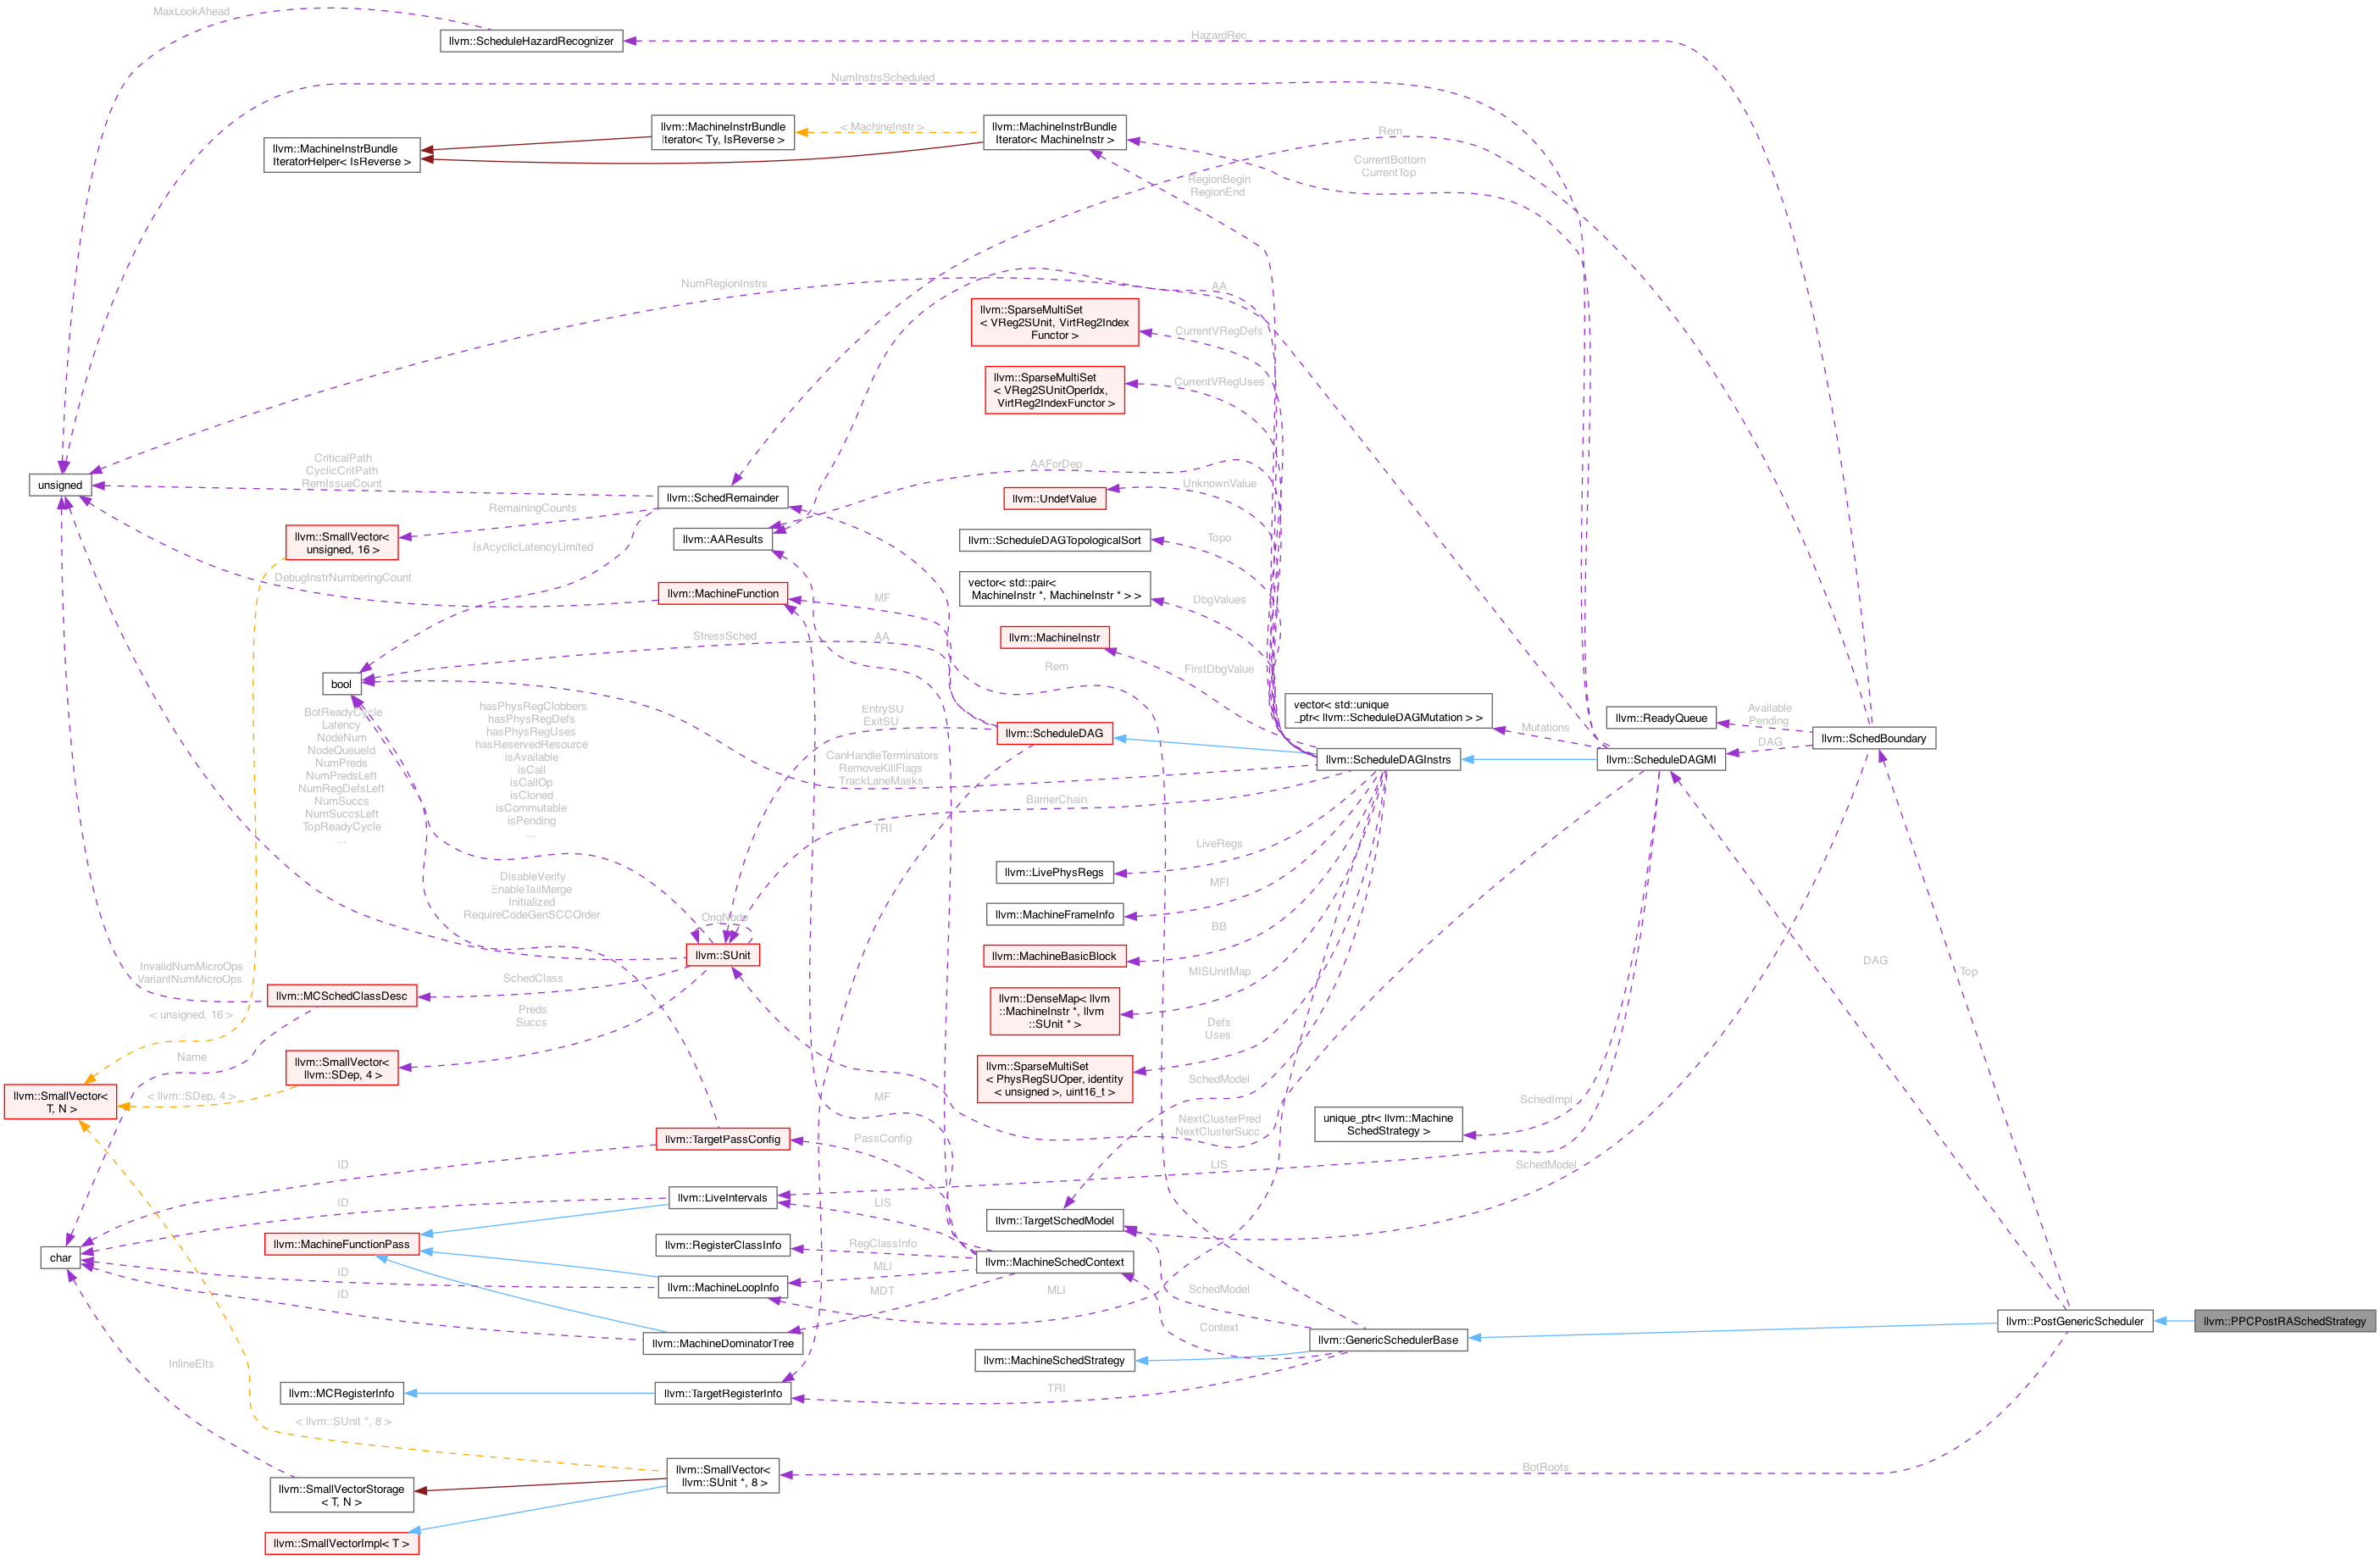 MaxLookAhead
llvm::ScheduleHazardRecognizer
HazardRec
NumInstrsScheduled
llvm::MachineInstrBundle
IteratorHelper< IsReverse >
llvm::MachineInstrBundle
Iterator< Ty, IsReverse >
< MachineInstr >
llvm::MachineInstrBundle
Iterator< MachineInstr >
Rem
CurrentBottom
CurrentTop
RegionBegin
RegionEnd
NumRegionInstrs
AA
llvm::SparseMultiSet
< VReg2SUnit, VirtReg2Index
Functor >
CurrentVRegDefs
llvm::SparseMultiSet
< VReg2SUnitOperIdx,
VirtReg2IndexFunctor >
CurrentVRegUses
unsigned
CriticalPath
CyclicCritPath
RemIssueCount
llvm::SchedRemainder
AAForDep
llvm::UndefValue
UnknownValue
RemainingCounts
llvm::SmallVector<
unsigned, 16 >
IsAcyclicLatencyLimited
llvm::AAResults
llvm::ScheduleDAGTopologicalSort
Topo
DebugInstrNumberingCount
llvm::MachineFunction
MF
vector< std::pair<
MachineInstr *, MachineInstr * > >
DbgValues
StressSched
AA
llvm::MachineInstr
FirstDbgValue
bool
Rem
BotReadyCycle
Latency
NodeNum
NodeQueueId
NumPreds
NumPredsLeft
NumRegDefsLeft
NumSuccs
NumSuccsLeft
TopReadyCycle
...
hasPhysRegClobbers
hasPhysRegDefs
hasPhysRegUses
hasReservedResource
isAvailable
isCall
isCallOp
isCloned
isCommutable
isPending
...
EntrySU
ExitSU
llvm::ScheduleDAG
vector< std::unique
_ptr< llvm::ScheduleDAGMutation > >
Mutations
llvm::ReadyQueue
Available
Pending
DAG
llvm::SchedBoundary
llvm::ScheduleDAGInstrs
llvm::ScheduleDAGMI
CanHandleTerminators
RemoveKillFlags
TrackLaneMasks
BarrierChain
TRI
LiveRegs
llvm::LivePhysRegs
DisableVerify
EnableTailMerge
Initialized
RequireCodeGenSCCOrder
OrigNode
MFI
llvm::MachineFrameInfo
BB
llvm::SUnit
llvm::MachineBasicBlock
InvalidNumMicroOps
VariantNumMicroOps
llvm::MCSchedClassDesc
SchedClass
MISUnitMap
llvm::DenseMap< llvm
::MachineInstr *, llvm
::SUnit * >
DAG
Top
< unsigned, 16 >
Preds
Succs
Defs
Uses
Name
llvm::SmallVector<
llvm::SDep, 4 >
llvm::SparseMultiSet
< PhysRegSUOper, identity
< unsigned >, uint16_t >
SchedModel
llvm::SmallVector<
T, N >
< llvm::SDep, 4 >
MF
NextClusterPred
NextClusterSucc
SchedImpl
unique_ptr< llvm::Machine
SchedStrategy >
llvm::TargetPassConfig
PassConfig
ID
LIS
SchedModel
llvm::LiveIntervals
ID
LIS
llvm::TargetSchedModel
llvm::MachineFunctionPass
llvm::RegisterClassInfo
RegClassInfo
char
llvm::MachineSchedContext
ID
llvm::MachineLoopInfo
MLI
MDT
MLI
SchedModel
ID
llvm::MachineDominatorTree
Context
llvm::GenericSchedulerBase
llvm::PostGenericScheduler
llvm::PPCPostRASchedStrategy
InlineElts
llvm::MachineSchedStrategy
llvm::MCRegisterInfo
llvm::TargetRegisterInfo
TRI
< llvm::SUnit *, 8 >
llvm::SmallVectorStorage
< T, N >
llvm::SmallVector<
llvm::SUnit *, 8 >
BotRoots
llvm::SmallVectorImpl< T >